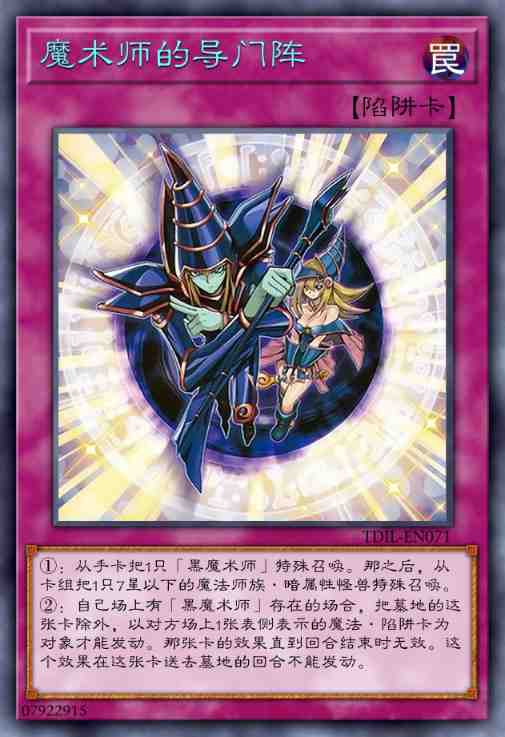 魔术师的导门阵
罠
【陷阱卡】
TDIL-EN071
①：从手卡把1只「黑魔术师」特殊召唤。那之后，从
卡组把1只7星以下的魔法师族·暗属性怪兽特殊召唤。
②：自己场上有「黑魔术师」存在的场合，把墓地的这
张卡除外，以对方场上1张表侧表示的魔法·陷阱卡为
对象才能发动。那张卡的效果直到回合结束时无效。这
个效果在这张卡送去墓地的回合不能发动。
07922915